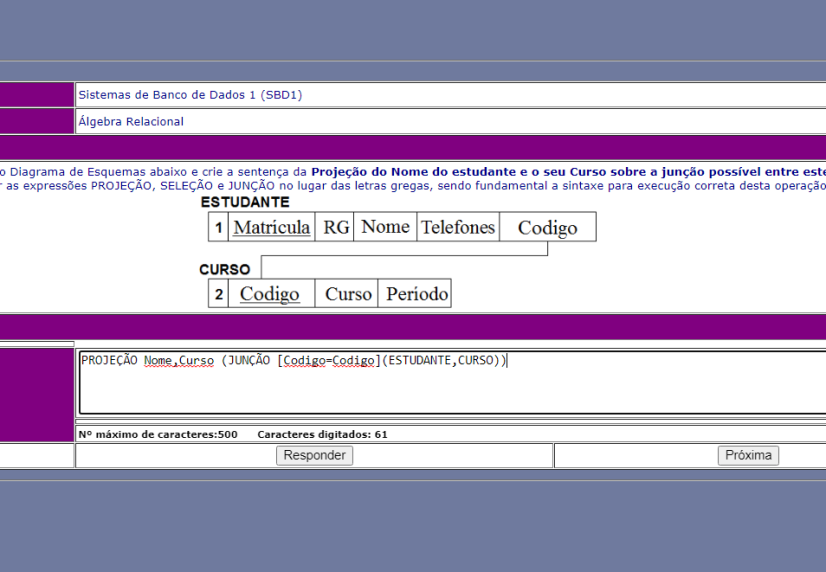 Sistemas de Banco de Dados 1 (SBD1)
Álgebra Relacional
o Diagrama de Esquemas abaixo e crie a sentença da Projeção do Nome do estudante e o seu Curso sobre a junção possível entre este
r as expressões PROJEÇÃO, SELEÇÃO e JUNÇÃO no lugar das letras gregas, sendo fundamental a sintaxe para execução correta desta operação
ESTUDANTE
1 Matrícula RG Nome Telefones Codigo
CURSO
2 Codigo Curso Período
PROJEÇÃO Nome,Curso (JUNÇÃO [Codigo=Codigo](ESTUDANTE,CURSO))
Nº máximo de caracteres:500 Caracteres digitados: 61
Responder Próxima